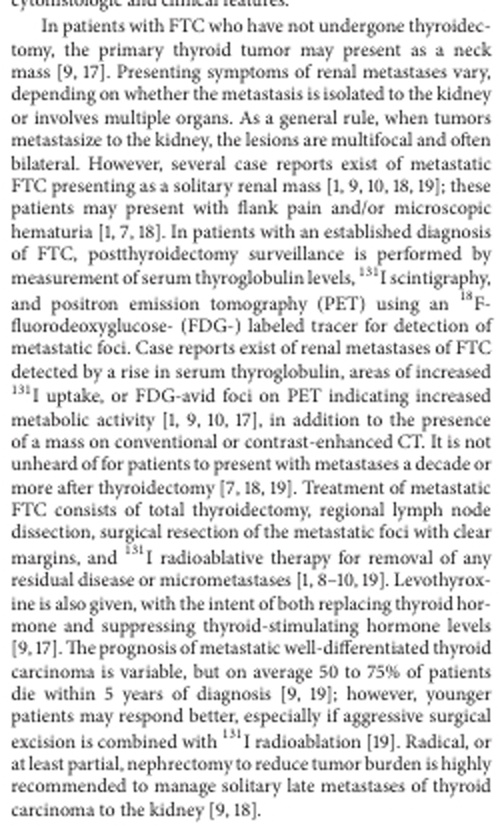 cytohistologic and clinical features.
In patients with FTC who have not undergone thyroidec-
tomy, the primary thyroid tumor may present as a neck
mass [9, 17]. Presenting symptoms of renal metastases vary,
depending on whether the metastasis is isolated to the kidney
or involves multiple organs. As a general rule, when tumors
metastasize to the kidney, the lesions are multifocal and often
bilateral. However, several case reports exist of metastatic
FTC presenting as a solitary renal mass [1, 9, 10, 18, 19]; these
patients may present with flank pain and/or microscopic
hematuria [1, 7, 18]. In patients with an established diagnosis
of FTC, postthyroidectomy surveillance is performed by
measurement of serum thyroglobulin levels, ¹³¹I scintigraphy,
and positron emission tomography (PET) using an ¹⁸F-
fluorodeoxyglucose- (FDG-) labeled tracer for detection of
metastatic foci. Case reports exist of renal metastases of FTC
detected by a rise in serum thyroglobulin, areas of increased
¹³¹I uptake, or FDG-avid foci on PET indicating increased
metabolic activity [1, 9, 10, 17], in addition to the presence
of a mass on conventional or contrast-enhanced CT. It is not
unheard of for patients to present with metastases a decade or
more after thyroidectomy [7, 18, 19]. Treatment of metastatic
FTC consists of total thyroidectomy, regional lymph node
dissection, surgical resection of the metastatic foci with clear
margins, and ¹³¹I radioablative therapy for removal of any
residual disease or micrometastases [1, 8–10, 19]. Levothyrox-
ine is also given, with the intent of both replacing thyroid hor-
mone and suppressing thyroid-stimulating hormone levels
[9, 17]. The prognosis of metastatic well-differentiated thyroid
carcinoma is variable, but on average 50 to 75% of patients
die within 5 years of diagnosis [9, 19]; however, younger
patients may respond better, especially if aggressive surgical
excision is combined with ¹³¹I radioablation [19]. Radical, or
at least partial, nephrectomy to reduce tumor burden is highly
recommended to manage solitary late metastases of thyroid
carcinoma to the kidney [9, 18].